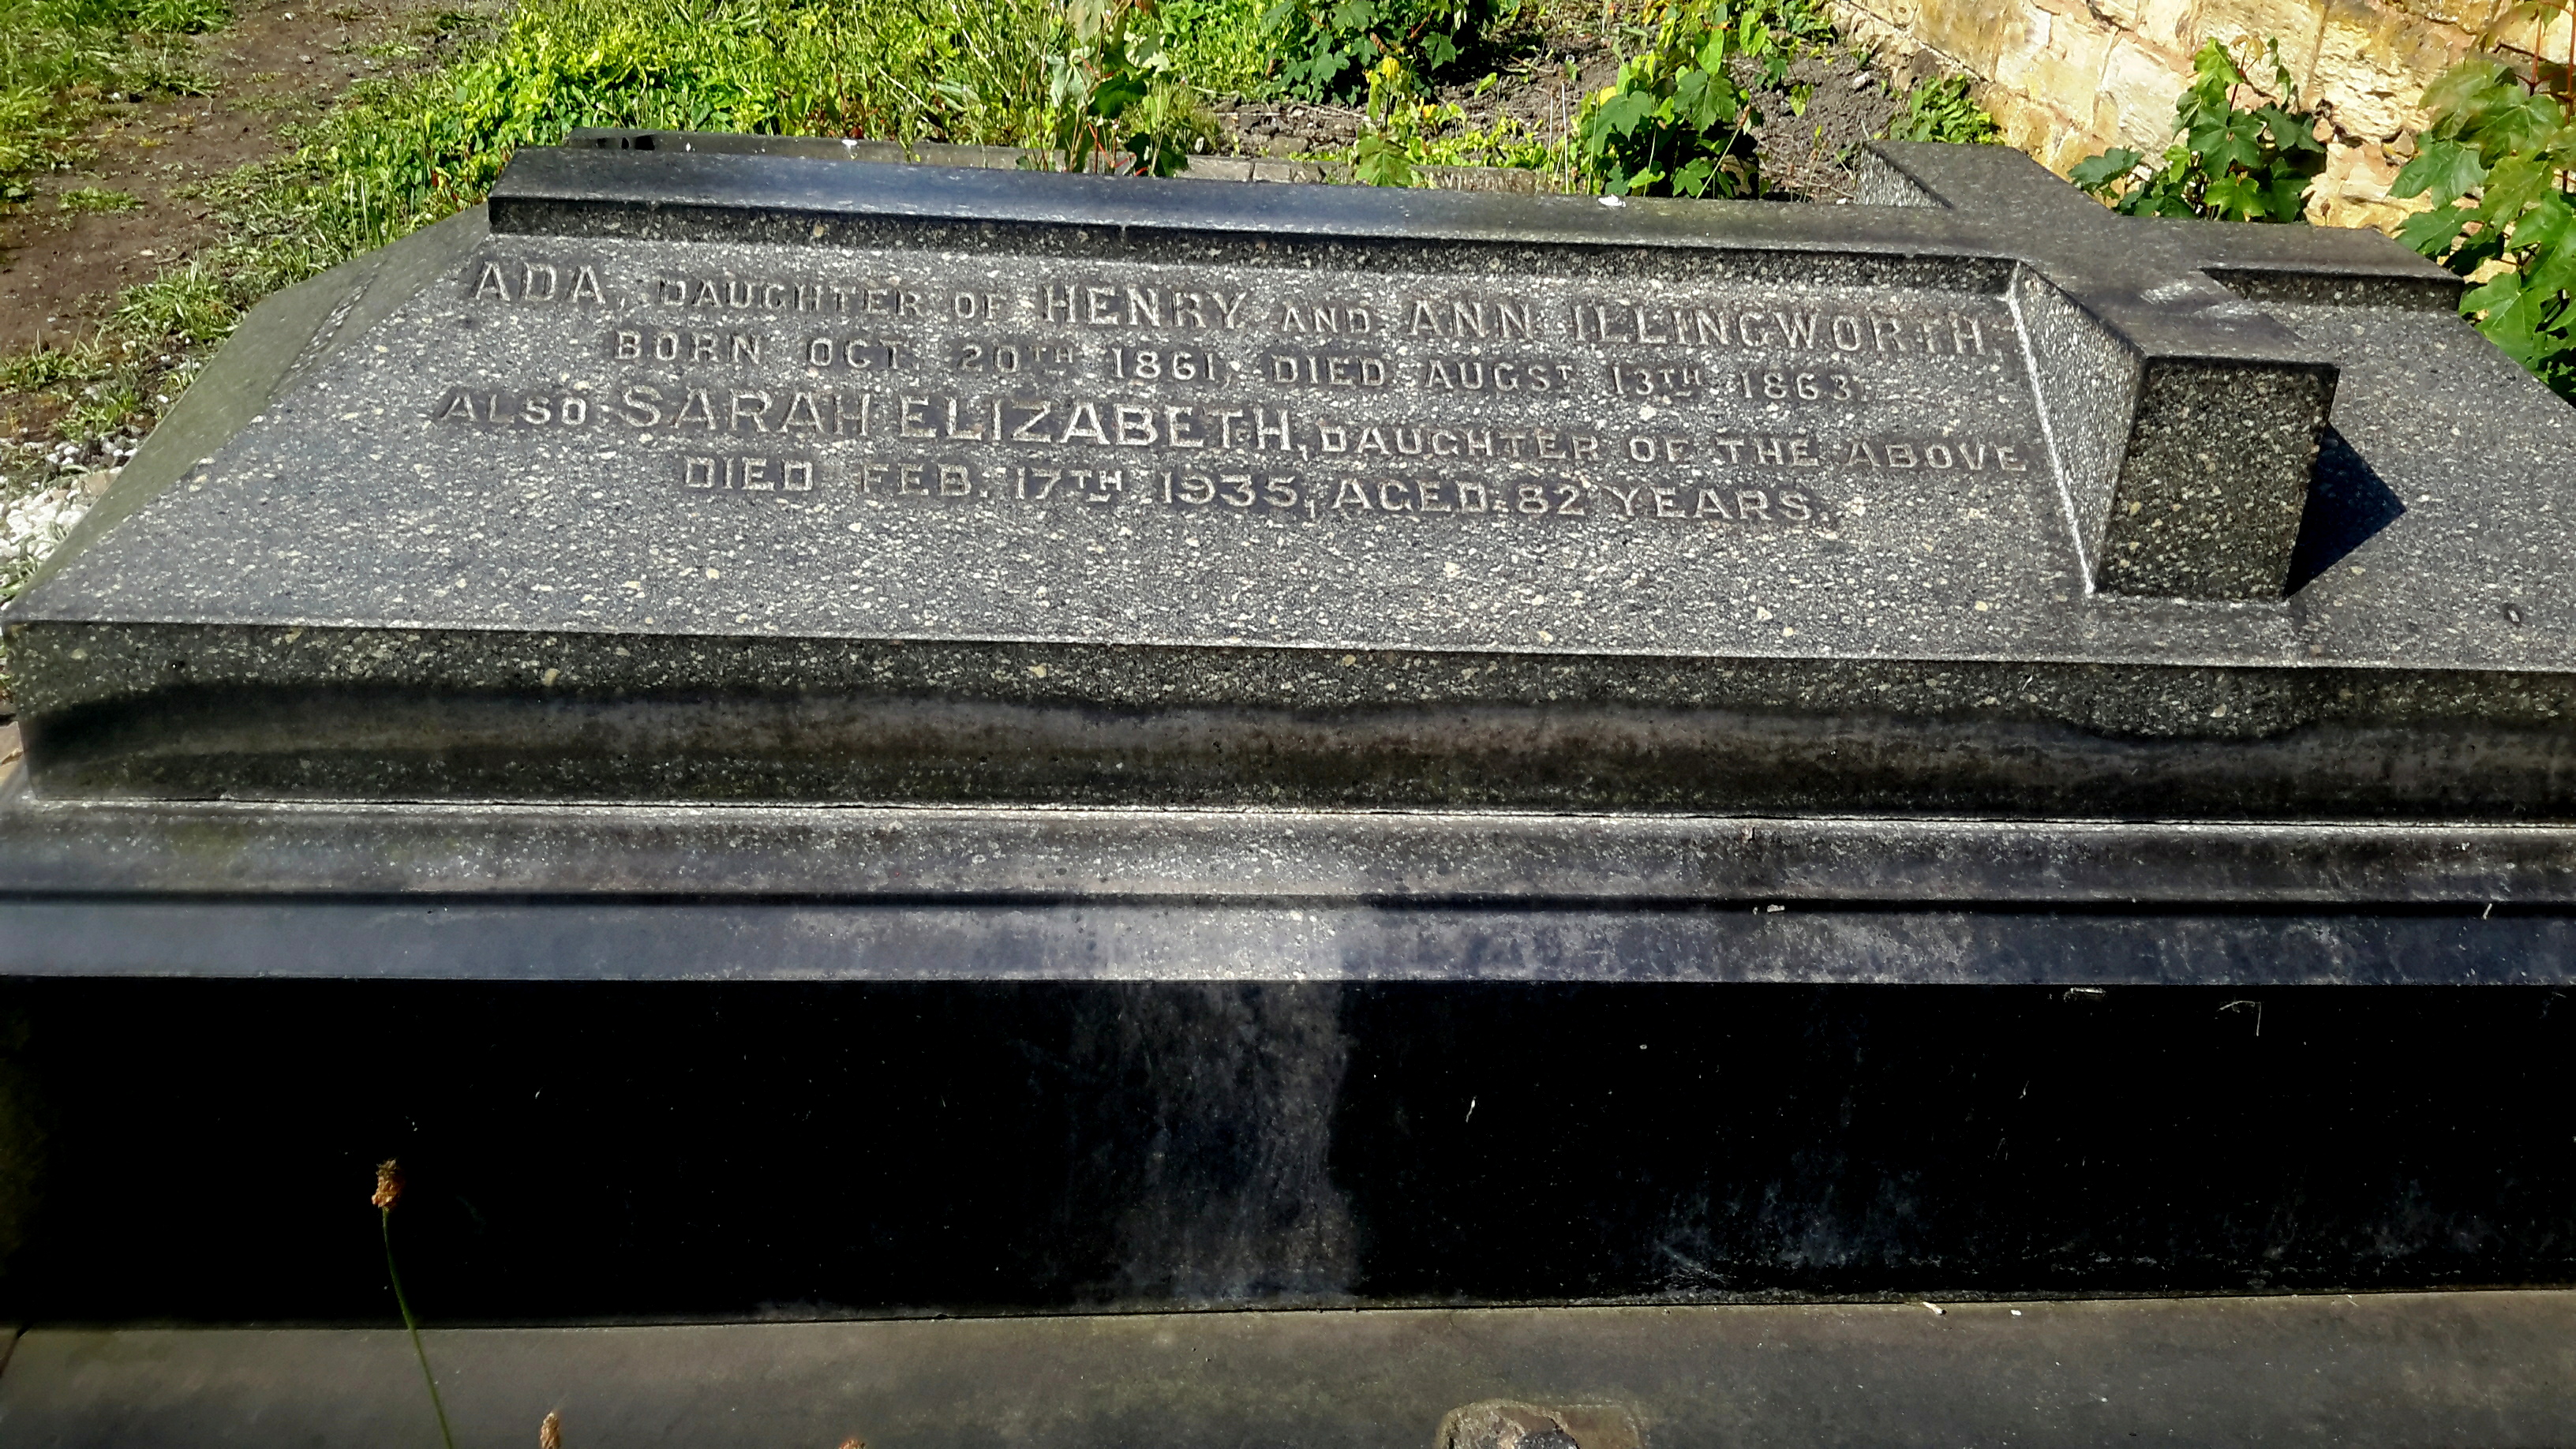 ADA, DAUGHTER OF HENRY AND ANN ILLINGWORTH,
BORN OCT. 20TH 1861, DIED AUGST 13TH 1863.
ALSO SARAH ELIZABETH, DAUGHTER OF THE ABOVE
DIED FEB. 17TH 1935, AGED 82 YEARS.